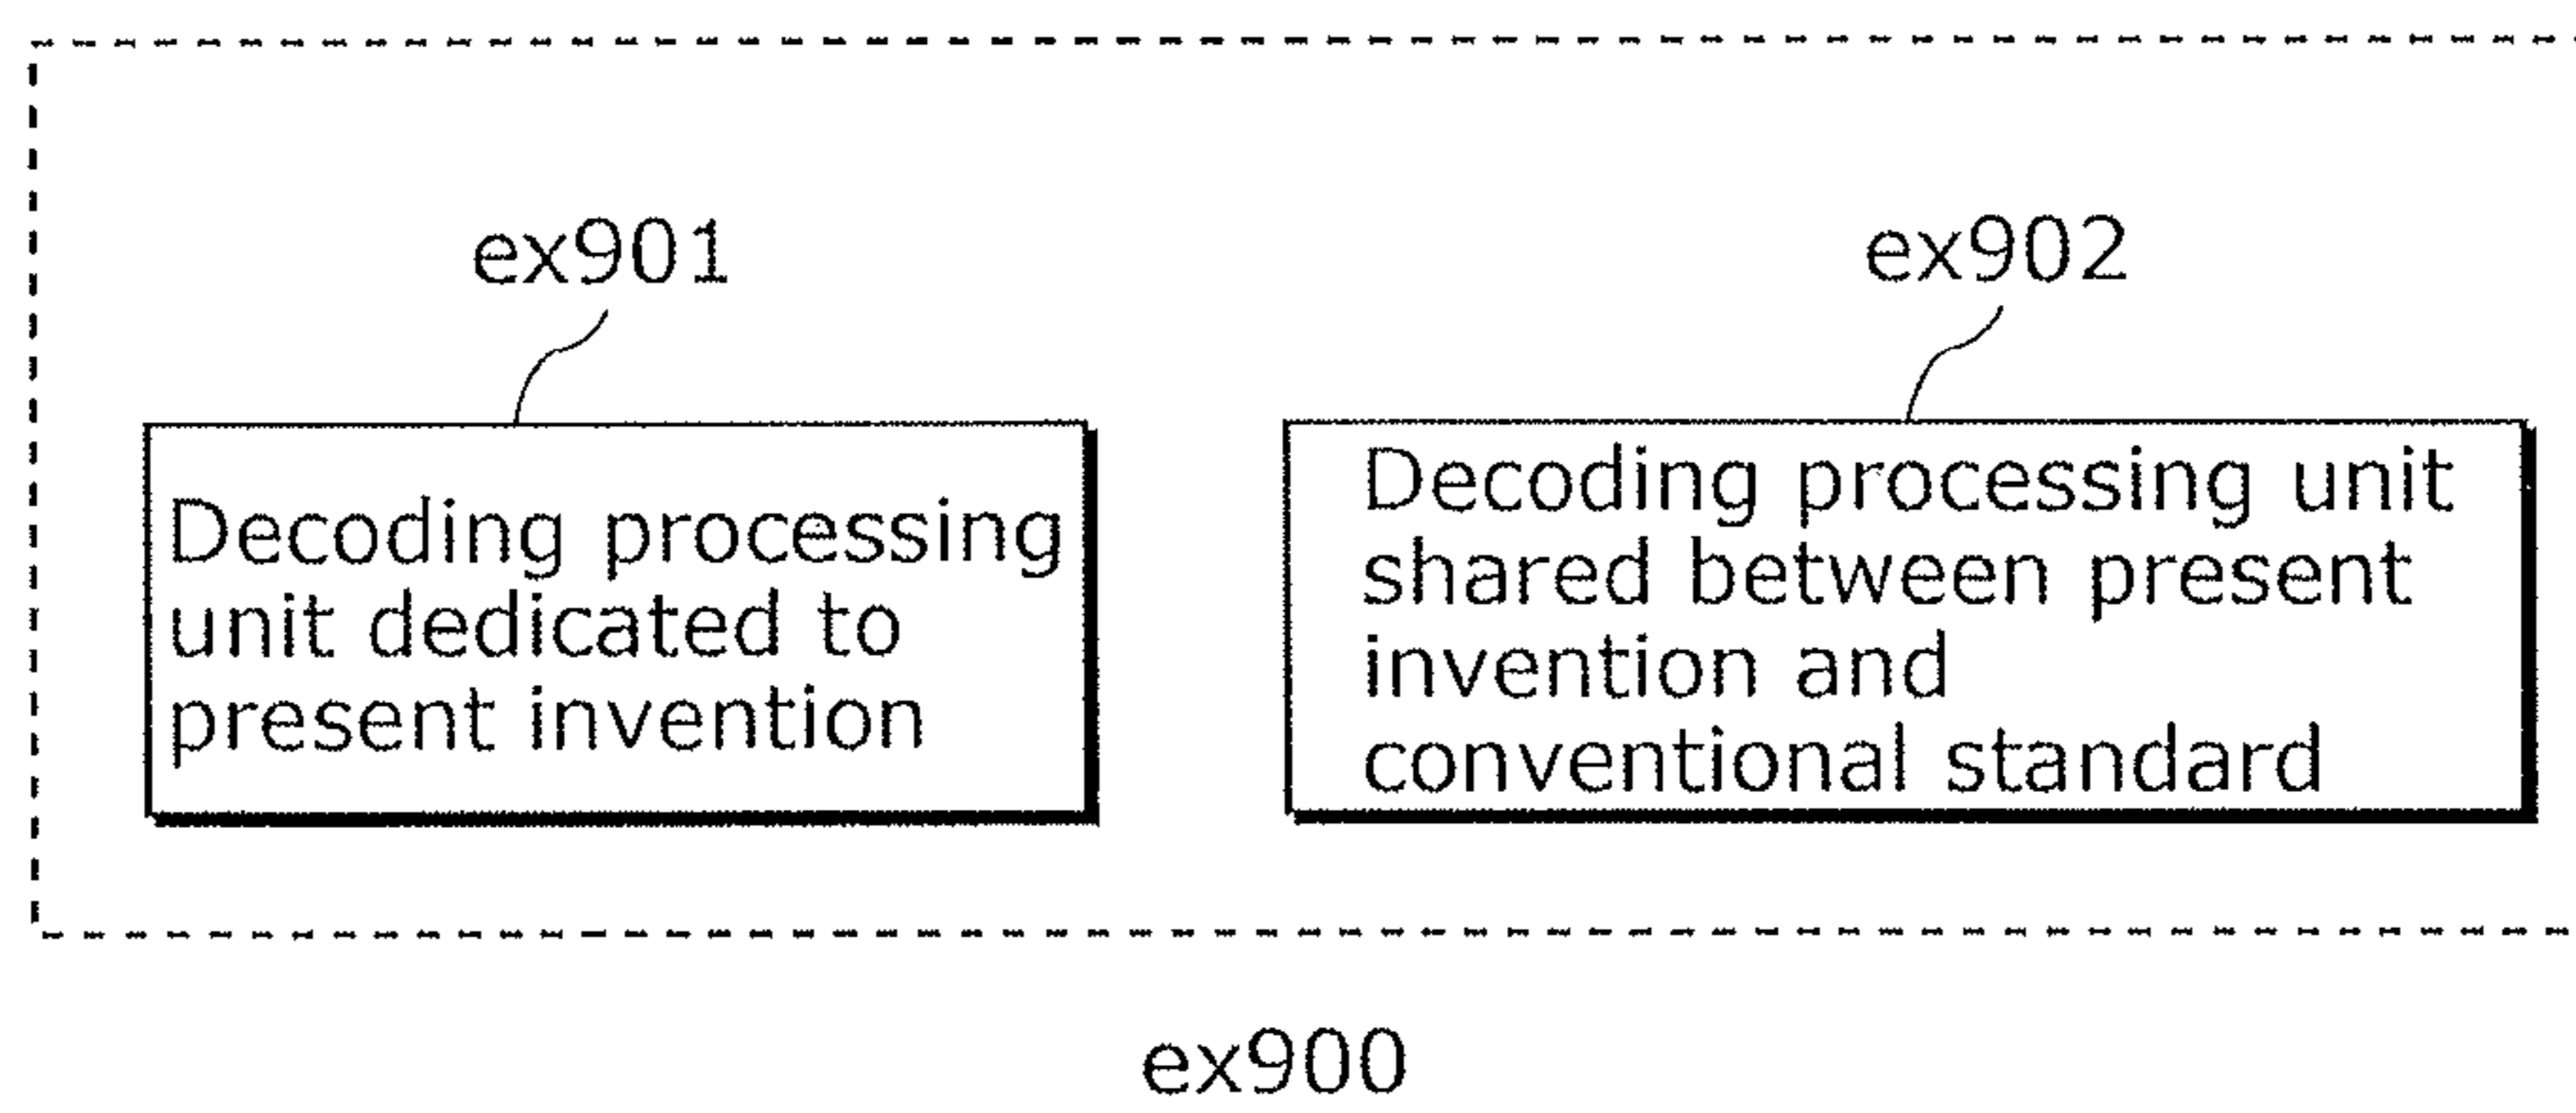 ex901
ex902
Decoding processing
unit dedicated to
present invention
Decoding processing unit
shared between present
invention and
conventional standard
ex900